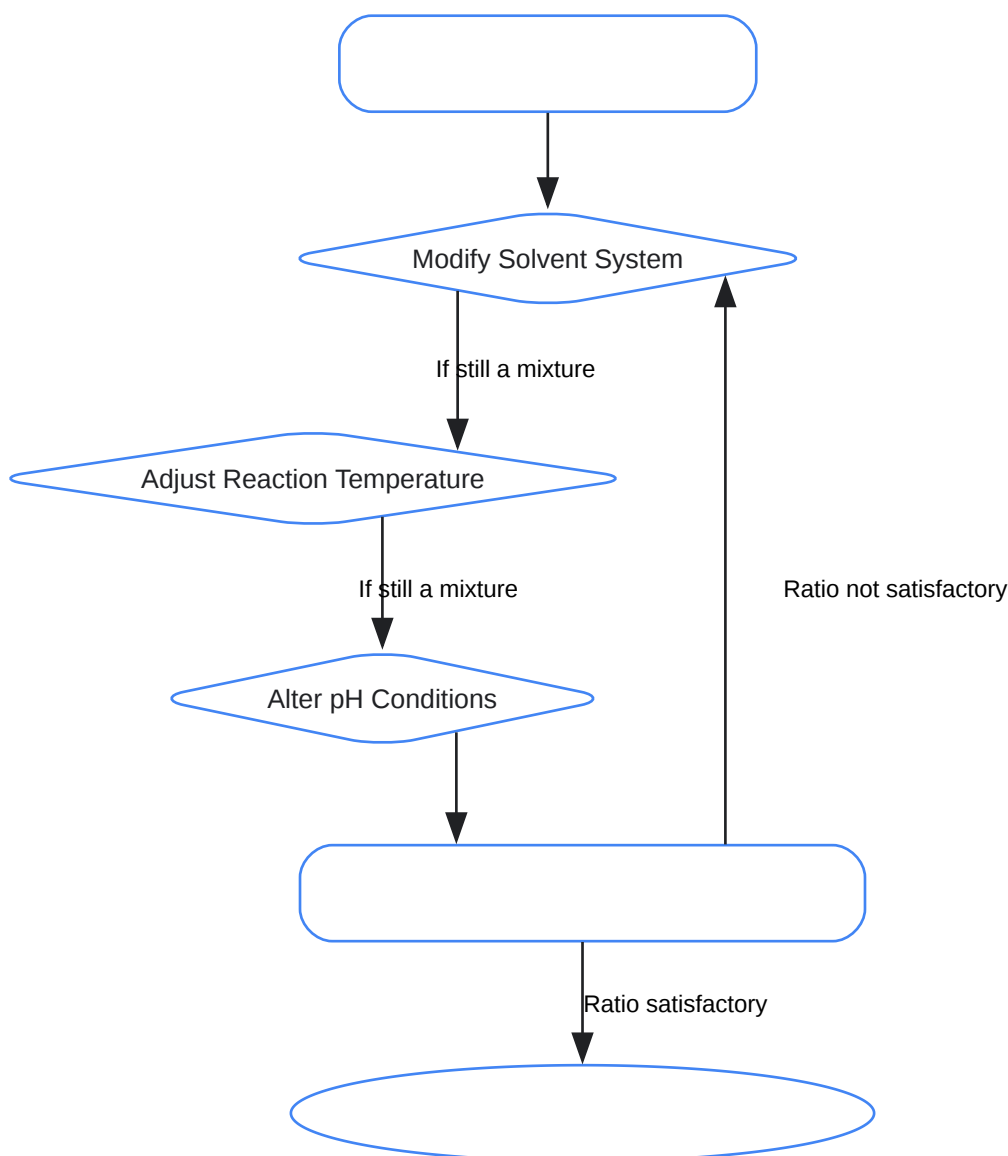 Modify Solvent System
If still a mixture
Adjust Reaction Temperature
If still a mixture
Ratio not satisfactory
Alter pH Conditions
Ratio satisfactory